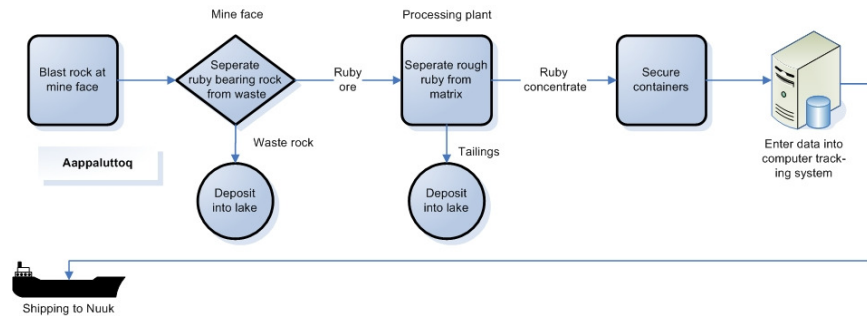 Mine face
Processing plant
Blast rock at
mine face
Seperate
ruby bearing rock
from waste
Ruby
ore
Seperate rough
ruby from
matrix
Ruby
concentrate
Secure
containers
Enter data into
computer track-
ing system
Waste rock
Tailings
Aappaluttoq
Deposit
into lake
Deposit
into lake
Shipping to Nuuk